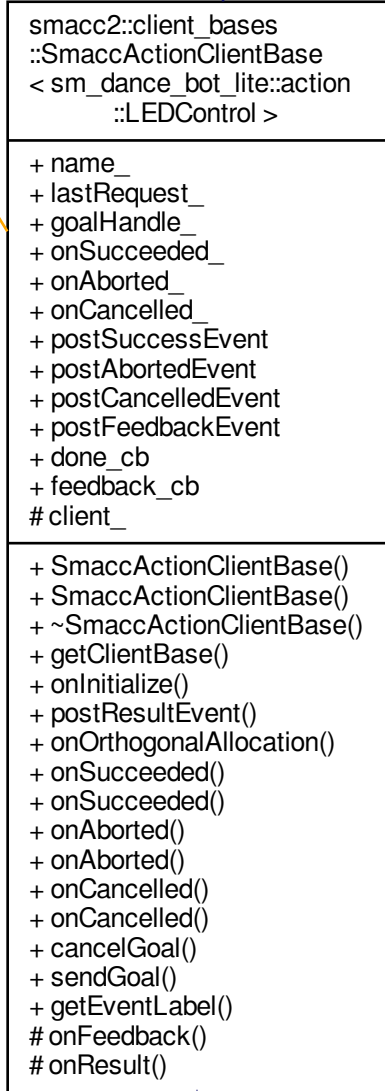 smacc2::client_bases
::SmaccActionClientBase
< sm_dance_bot_lite::action
::LEDControl >
+ name_
+ lastRequest_
+ goalHandle_
+ onSucceeded_
+ onAborted_
+ onCancelled_
+ postSuccessEvent
+ postAbortedEvent
+ postCancelledEvent
+ postFeedbackEvent
+ done_cb
+ feedback_cb
# client_
+ SmaccActionClientBase()
+ SmaccActionClientBase()
+ ~SmaccActionClientBase()
+ getClientBase()
+ onInitialize()
+ postResultEvent()
+ onOrthogonalAllocation()
+ onSucceeded()
+ onSucceeded()
+ onAborted()
+ onAborted()
+ onCancelled()
+ onCancelled()
+ cancelGoal()
+ sendGoal()
+ getEventLabel()
# onFeedback()
# onResult()